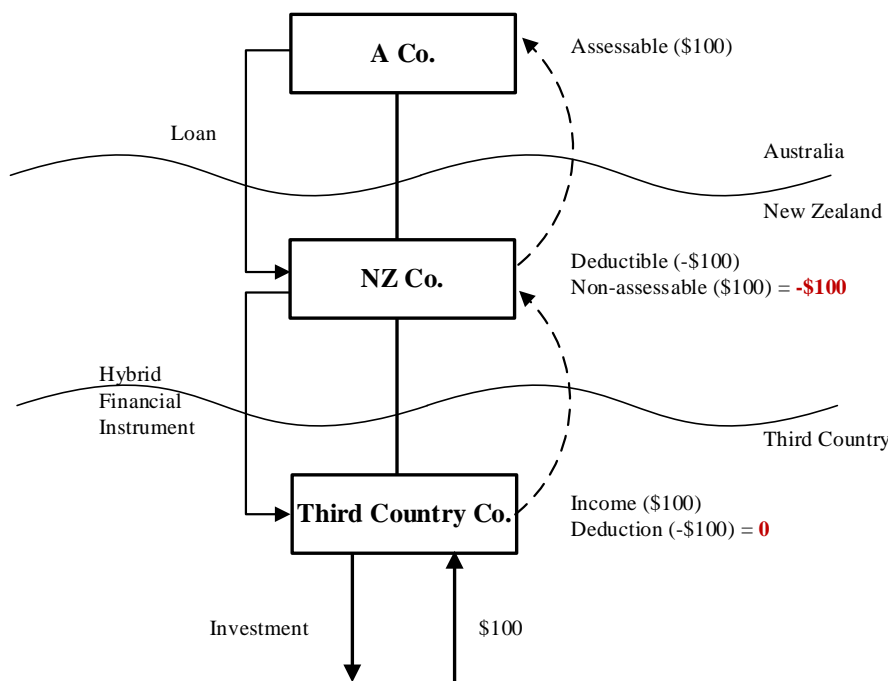 A Co.
Assessable ($100)
Loan
Australia
New Zealand
NZ Co.
Deductible (-$100)
Non-assessable ($100) = -$100
Hybrid
Financial
Instrument
Third Country
Third Country Co.
Income ($100)
Deduction (-$100) = 0
Investment
$100